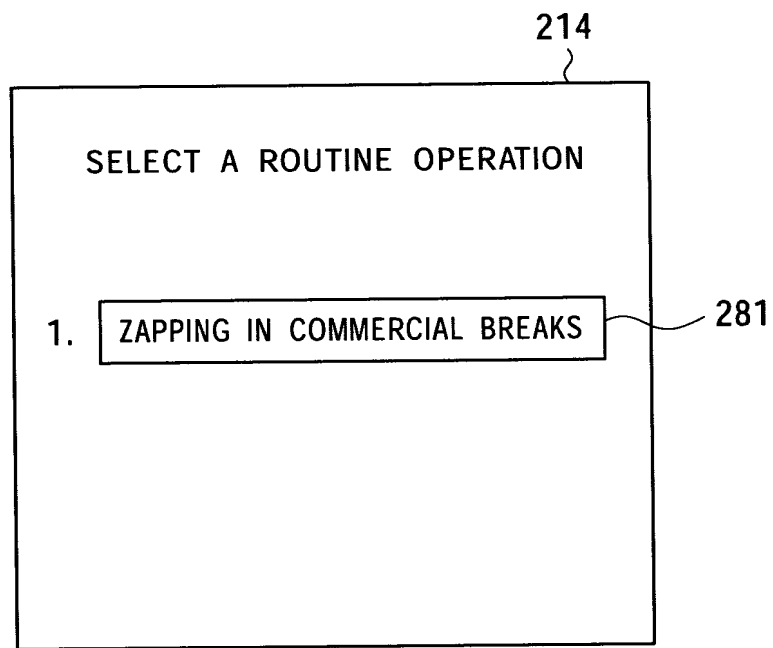 214
SELECT A ROUTINE OPERATION
1. ZAPPING IN COMMERCIAL BREAKS 281